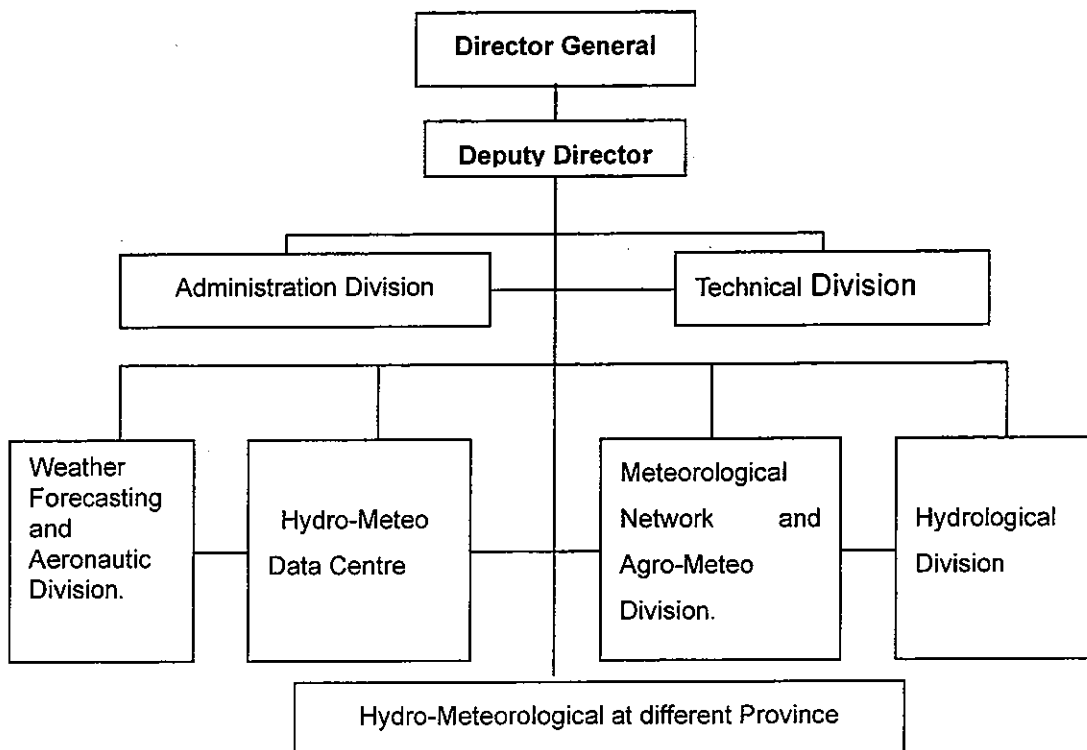 Director General
Deputy Director
Administration Division
Technical Division
Weather
Forecasting
and
Aeronautic
Division.
Hydro-Meteo
Data Centre
Meteorological
Network and
Agro-Meteo
Division.
Hydrological
Division
Hydro-Meteorological at different Province